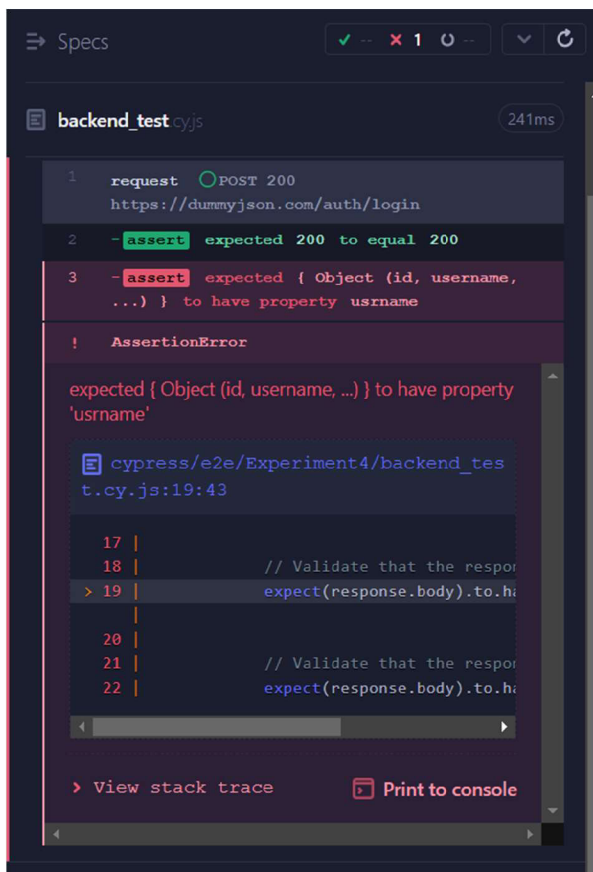 Specs -- 1 --
backend_test.cy.js 241ms
1 request POST 200
https://dummyjson.com/auth/login
2 -assert expected 200 to equal 200
3 -assert expected { Object (id, username,
...) } to have property usrname
! AssertionError
expected { Object (id, username, ...) } to have property
'usrname'
cypress/e2e/Experiment4/backend_tes
t.cy.js:19:43
17 |
18 | // Validate that the respon
> 19 | expect(response.body).to.ha
|
20 |
21 | // Validate that the respon
22 | expect(response.body).to.ha
> View stack trace Print to console